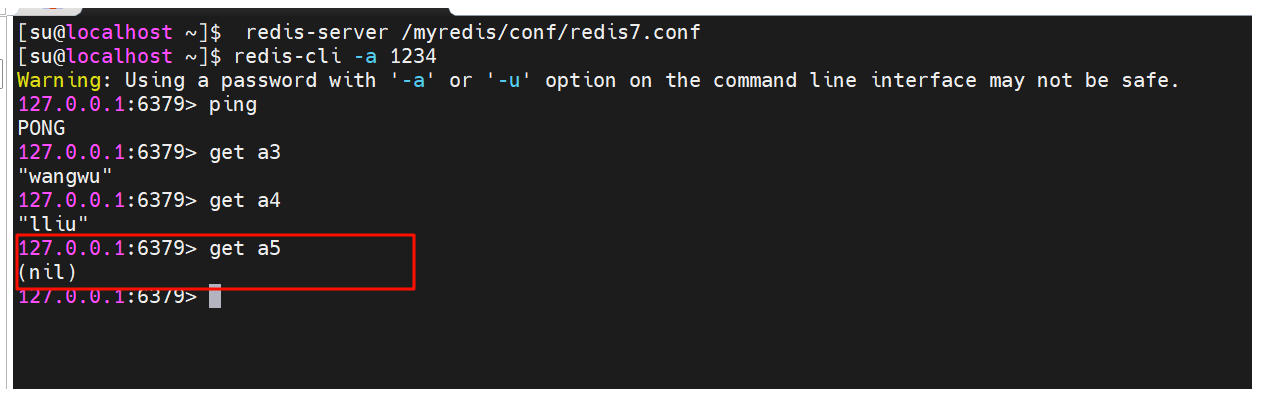 [su@localhost ~]$  redis-server /myredis/conf/redis7.conf
[su@localhost ~]$ redis-cli -a 1234
Warning: Using a password with '-a' or '-u' option on the command line interface may not be safe.
127.0.0.1:6379> ping
PONG
127.0.0.1:6379> get a3
"wangwu"
127.0.0.1:6379> get a4
"lliu"
127.0.0.1:6379> get a5
(nil)
127.0.0.1:6379>